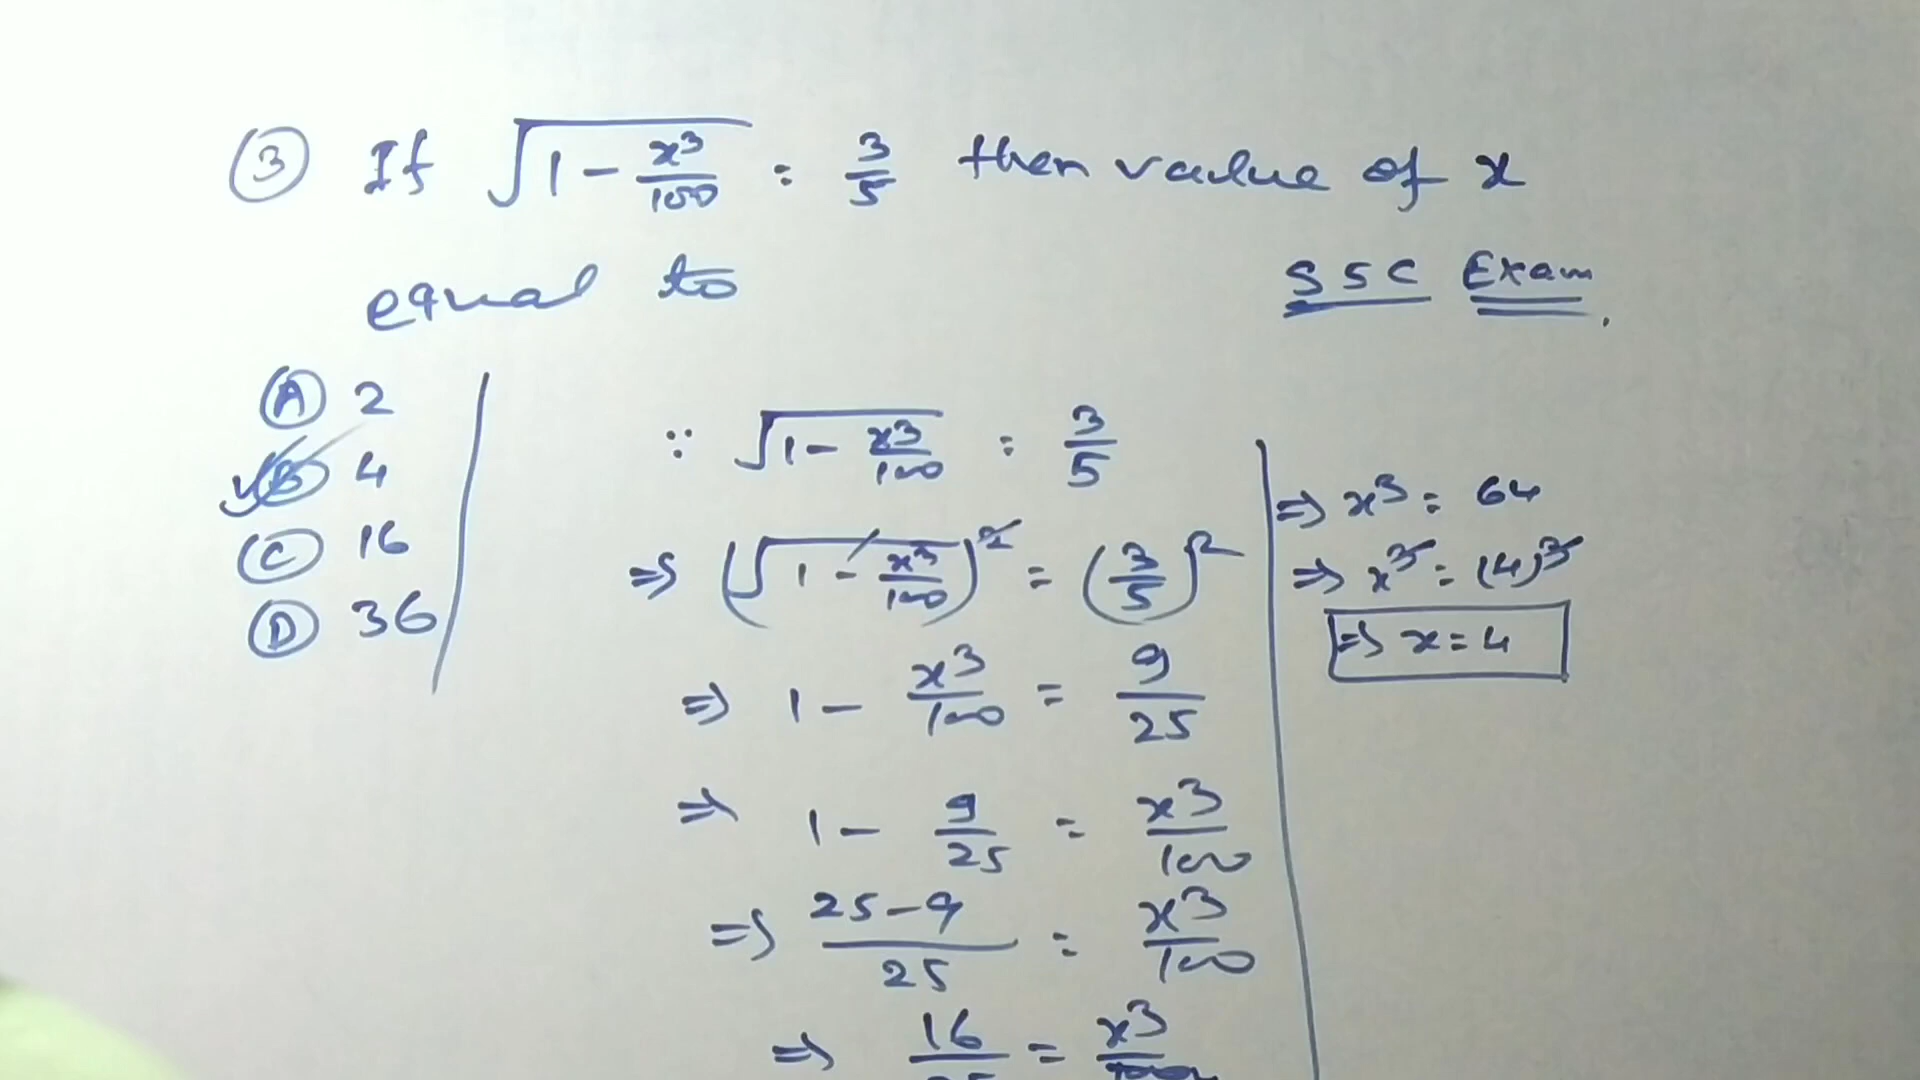 ③ If √(1 - x³/100) = 3/5 then value of x
equal to
SSC Exam.
Ⓐ 2
Ⓑ 4
Ⓒ 16
Ⓓ 36
∵ √(1 - x³/100) = 3/5
⇒ (√(1 - x³/100))² = (3/5)²
⇒ 1 - x³/100 = 9/25
⇒ 1 - 9/25 = x³/100
⇒ (25-9)/25 = x³/100
⇒ 16/25 = x³/100
⇒ x³ = 64
⇒ x³ = (4)³
⇒ x = 4